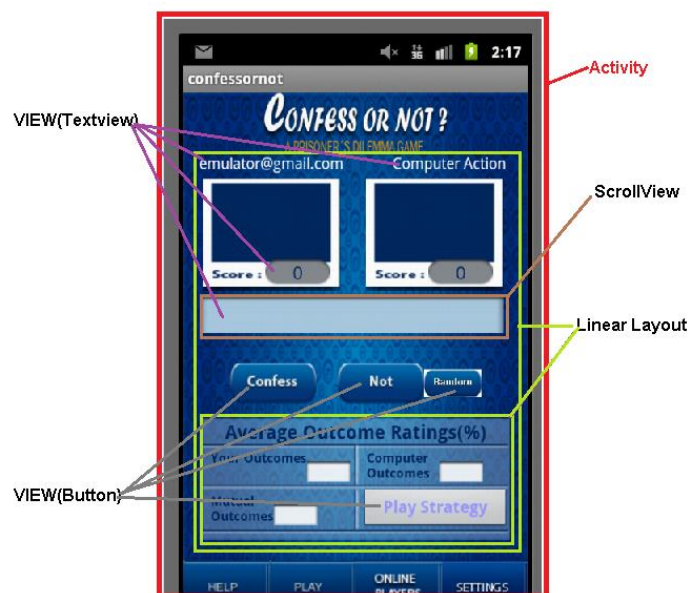 2:17
confessornot
Activity
VIEW(Textview)
CONFESS OR NOT ?
A PRISONER'S DILEMMA GAME
emulator@gmail.com
Computer Action
ScrollView
Score :
0
Score :
0
Linear Layout
Confess
Not
Random
Average Outcome Ratings(%)
Your Outcomes
Computer
Outcomes
VIEW(Button)
Mutual
Outcomes
Play Strategy
HELP
PLAY
ONLINE
PLAYERS
SETTINGS